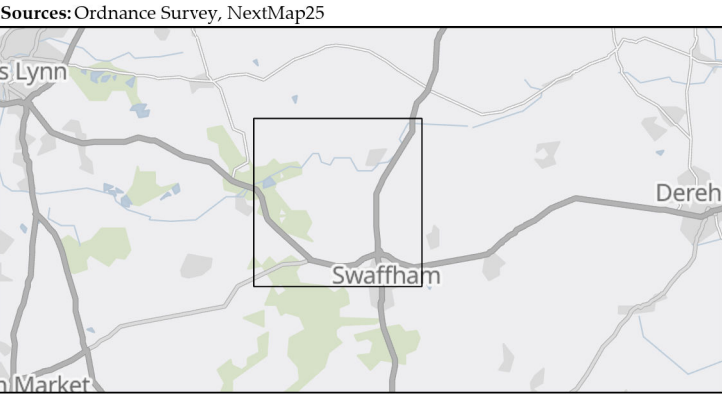 Sources: Ordnance Survey, NextMap25
s Lynn
Dereh
Swaffham
n Market